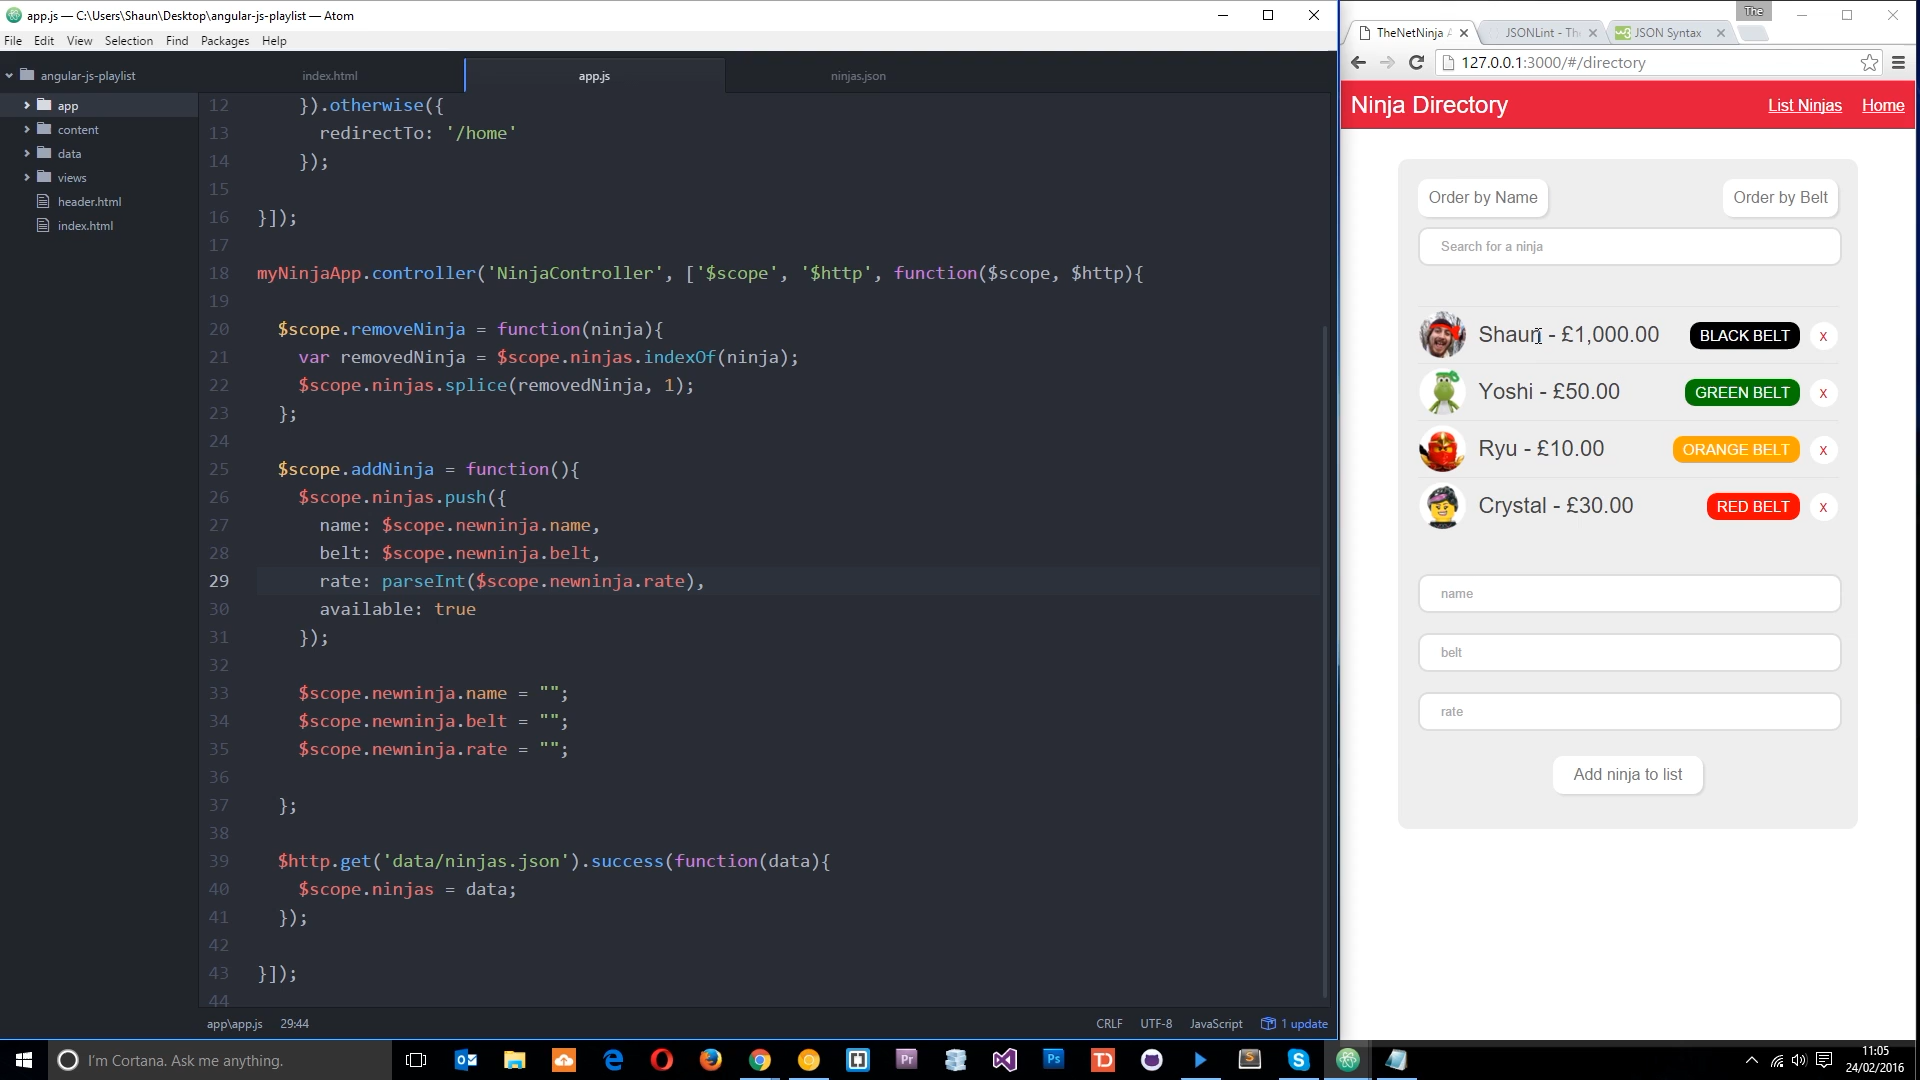 app.js — C:\Users\Shaun\Desktop\angular-js-playlist — Atom
File Edit View Selection Find Packages Help
angular-js-playlist
app
content
data
views
header.html
index.html
index.html app.js ninjas.json
12 }).otherwise({
13 redirectTo: '/home'
14 });
15
16 }]);
17
18 myNinjaApp.controller('NinjaController', ['$scope', '$http', function($scope, $http){
19
20 $scope.removeNinja = function(ninja){
21 var removedNinja = $scope.ninjas.indexOf(ninja);
22 $scope.ninjas.splice(removedNinja, 1);
23 };
24
25 $scope.addNinja = function(){
26 $scope.ninjas.push({
27 name: $scope.newninja.name,
28 belt: $scope.newninja.belt,
29 rate: parseInt($scope.newninja.rate),
30 available: true
31 });
32
33 $scope.newninja.name = "";
34 $scope.newninja.belt = "";
35 $scope.newninja.rate = "";
36
37 };
38
39 $http.get('data/ninjas.json').success(function(data){
40 $scope.ninjas = data;
41 });
42
43 }]);
44
app\app.js 29:44 CRLF UTF-8 JavaScript 1 update
The
TheNetNinja JSONLint - Th JSON Syntax
127.0.0.1:3000/#/directory
Ninja Directory List Ninjas Home
Order by Name Order by Belt
Search for a ninja
Shaun - £1,000.00 BLACK BELT x
Yoshi - £50.00 GREEN BELT x
Ryu - £10.00 ORANGE BELT x
Crystal - £30.00 RED BELT x
name
belt
rate
Add ninja to list
I'm Cortana. Ask me anything.
11:05
24/02/2016